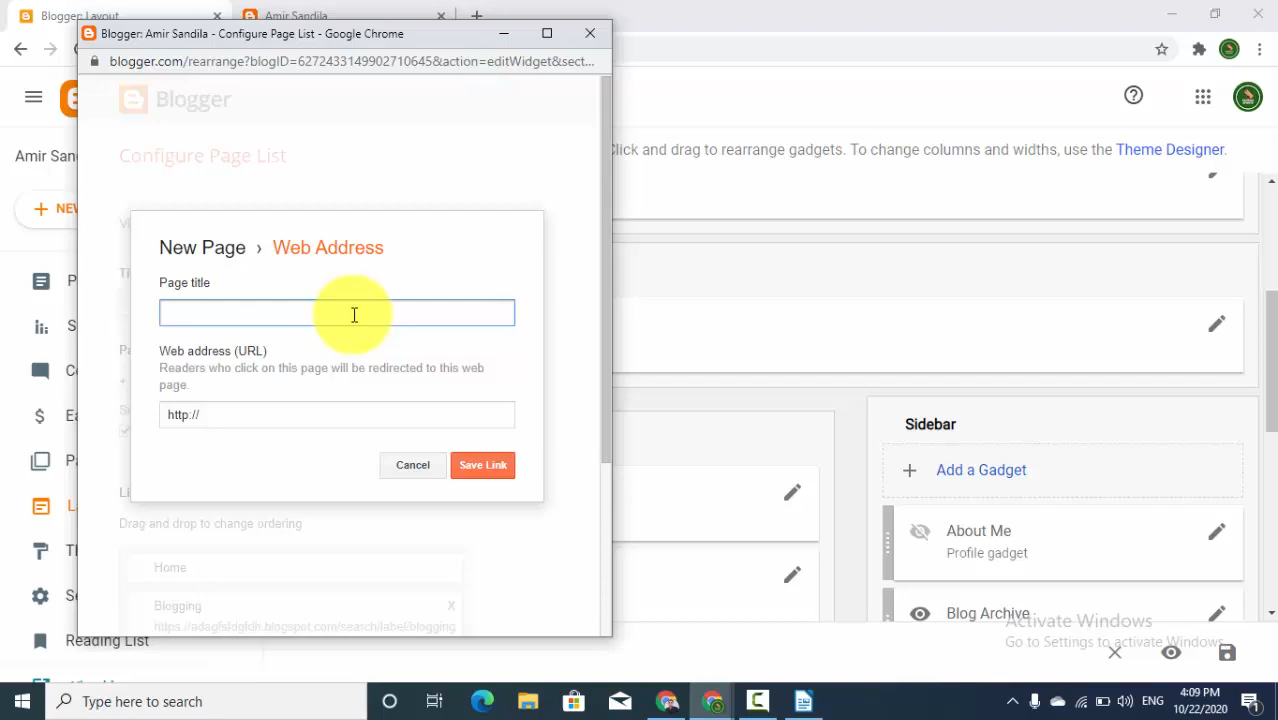 Blogger: Layout
Amir Sandila
Blogger: Amir Sandila - Configure Page List - Google Chrome
blogger.com/rearrange?blogID=6272433149902710645&action=editWidget&sect...
Blogger
Amir San
Configure Page List
Click and drag to rearrange gadgets. To change columns and widths, use the Theme Designer.
NEW
New Page › Web Address
Page title
Web address (URL)
Readers who click on this page will be redirected to this web
page.
http://
Cancel
Save Link
Drag and drop to change ordering
Home
Blogging
X
https://adagfsfdgfdh.blogspot.com/search/label/blogging
Reading List
Sidebar
Add a Gadget
About Me
Profile gadget
Blog Archive
Activate Windows
Go to Settings to activate Windows.
Type here to search
ENG
4:09 PM
10/22/2020
1